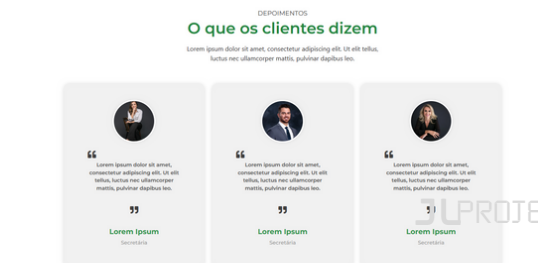 DEPOIMENTOS
O que os clientes dizem
Lorem ipsum dolor sit amet, consectetur adipiscing elit. Ut elit tellus,
luctus nec ullamcorper mattis, pulvinar dapibus leo.
Lorem ipsum dolor sit amet,
consectetur adipiscing elit. Ut elit
tellus, luctus nec ullamcorper
mattis, pulvinar dapibus leo.
Lorem Ipsum
Secretária
Lorem ipsum dolor sit amet,
consectetur adipiscing elit. Ut elit
tellus, luctus nec ullamcorper
mattis, pulvinar dapibus leo.
Lorem Ipsum
Secretária
Lorem ipsum dolor sit amet,
consectetur adipiscing elit. Ut elit
tellus, luctus nec ullamcorper
mattis, pulvinar dapibus leo.
Lorem Ipsum
Secretária
JLPROJE